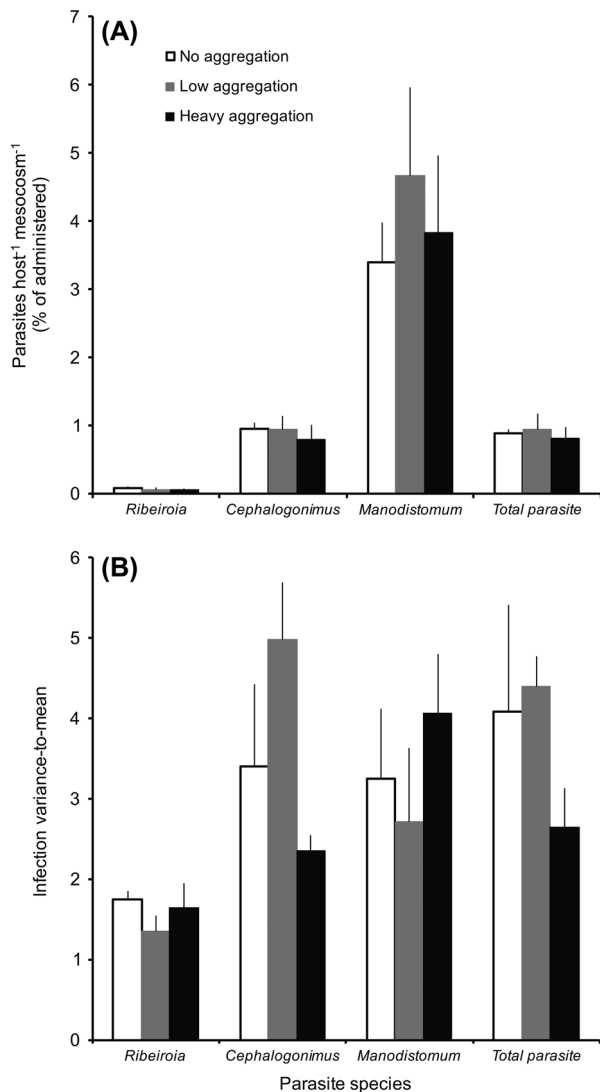 (A)
No aggregation
Low aggregation
Heavy aggregation
Parasites host⁻¹ mesocosm⁻¹
(% of administered)
7
6
5
4
3
2
1
0
Ribeiroia Cephalogonimus Manodistomum Total parasite
(B)
Infection variance-to-mean
6
5
4
3
2
1
0
Ribeiroia Cephalogonimus Manodistomum Total parasite
Parasite species